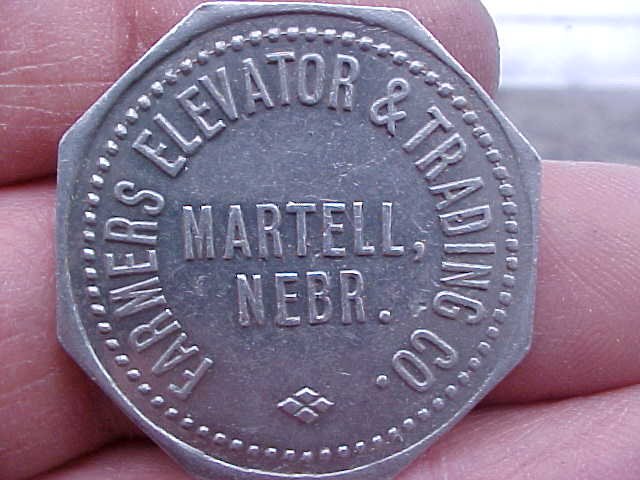 FARMERS ELEVATOR & TRADING CO.
MARTELL,
NEBR.